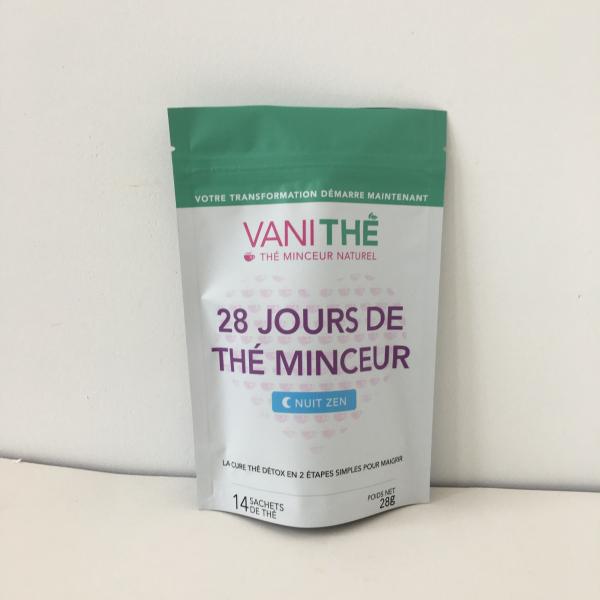 VOTRE TRANSFORMATION DÉMARRE MAINTENANT
VANITHÉ
THÉ MINCEUR NATUREL
28 JOURS DE
THÉ MINCEUR
NUIT ZEN
LA CURE THÉ DÉTOX EN 2 ÉTAPES SIMPLES POUR MAIGRIR
14 SACHETS
DE THÉ
POIDS NET
28g